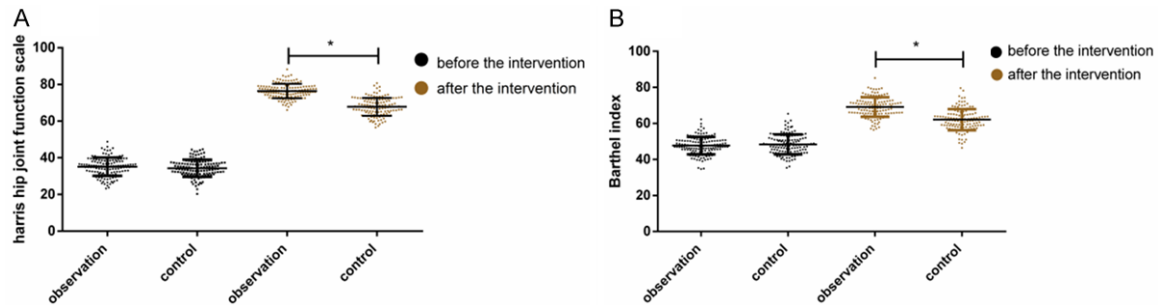 A
harris hip joint function scale
100
80
60
40
20
0
*
before the intervention
after the intervention
observation
control
observation
control
B
Barthel index
100
80
60
40
20
0
*
before the intervention
after the intervention
observation
control
observation
control